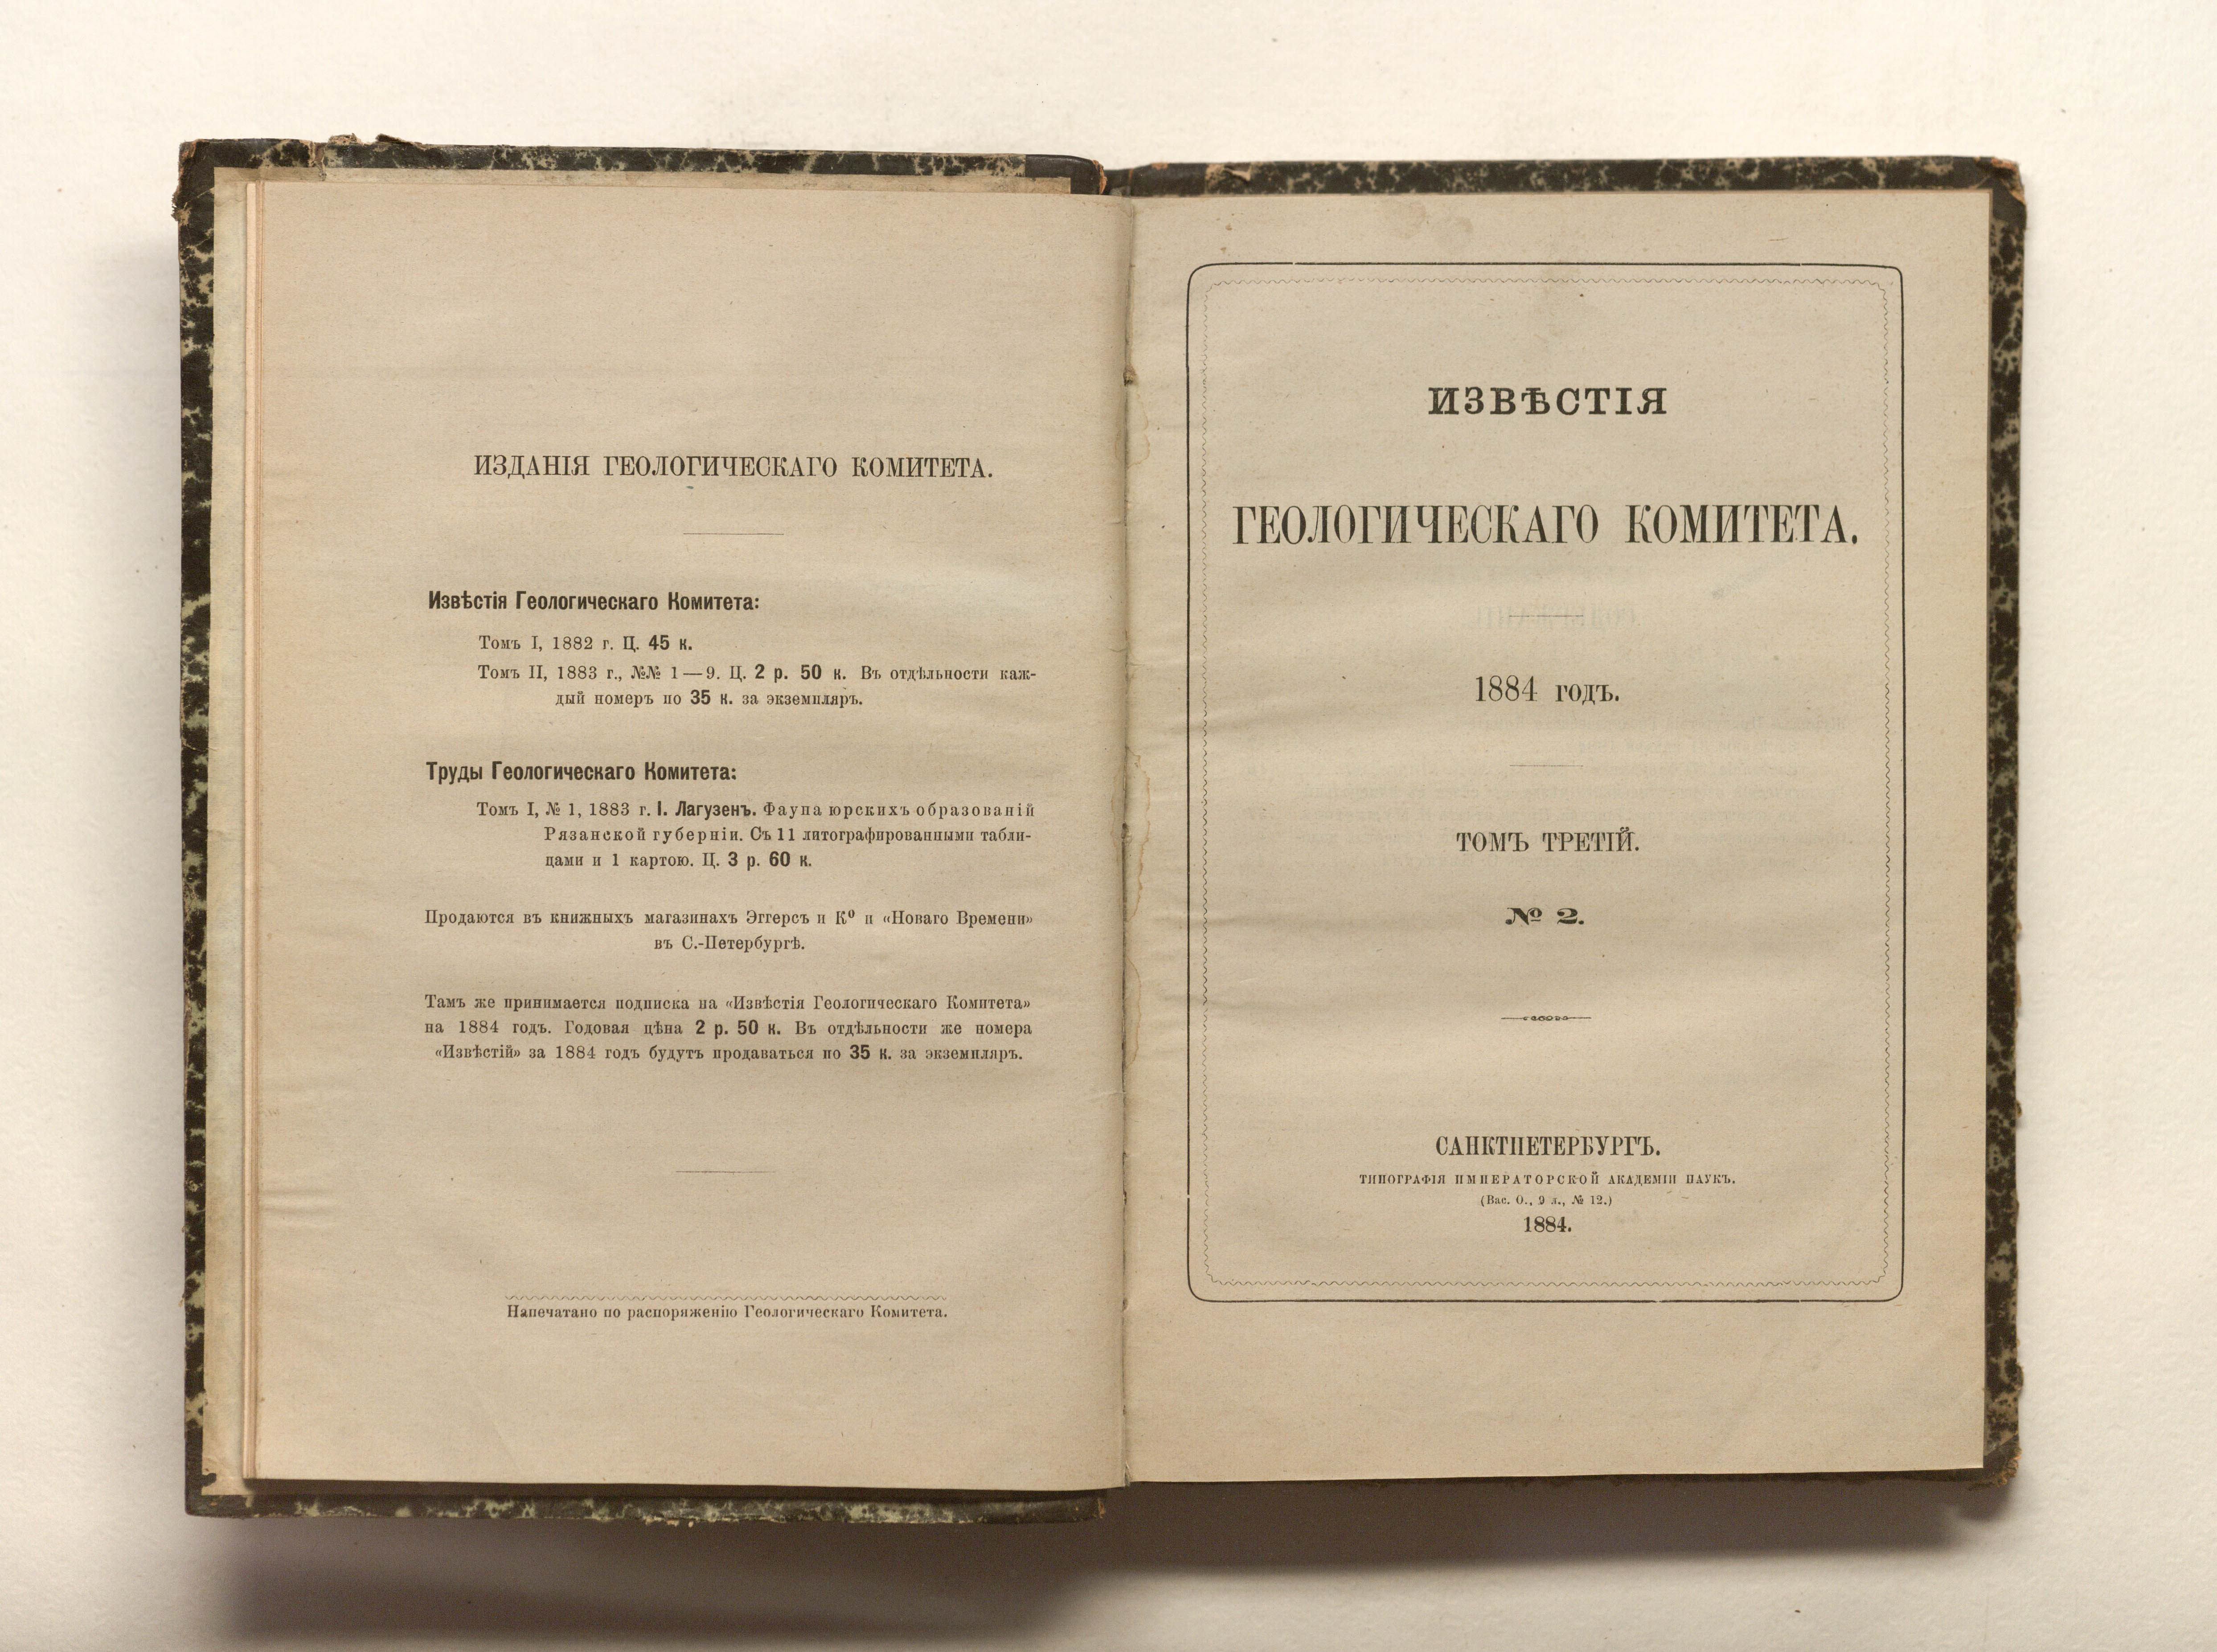 ИЗДАНІЯ ГЕОЛОГИЧЕСКАГО КОМИТЕТА.
Извѣстія Геологическаго Комитета:
Томъ I, 1882 г. Ц. 45 к.
Томъ II, 1883 г., №№ 1—9. Ц. 2 р. 50 к. Въ отдѣльности каж-
дый номеръ по 35 к. за экземпляръ.
Труды Геологическаго Комитета:
Томъ I, № 1, 1883 г. І. Лагузенъ. Фауна юрскихъ образованій
Рязанской губерніи. Съ 11 литографированными табли-
цами и 1 картою. Ц. 3 р. 60 к.
Продаются въ книжныхъ магазинахъ Эггерсъ и Кº и «Новаго Времени»
въ С.-Петербургѣ.
Тамъ же принимается подписка на «Извѣстія Геологическаго Комитета»
на 1884 годъ. Годовая цѣна 2 р. 50 к. Въ отдѣльности же номера
«Извѣстій» за 1884 годъ будутъ продаваться по 35 к. за экземпляръ.
Напечатано по распоряженію Геологическаго Комитета.
ИЗВѢСТІЯ
ГЕОЛОГИЧЕСКАГО КОМИТЕТА.
1884 годъ.
ТОМЪ ТРЕТІЙ.
№ 2.
САНКТПЕТЕРБУРГЪ.
ТИПОГРАФІЯ ИМПЕРАТОРСКОЙ АКАДЕМІИ НАУКЪ.
(Вас. О., 9 л., № 12.)
1884.